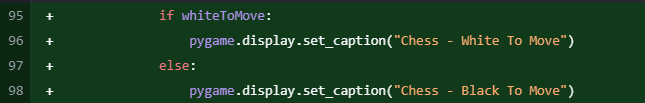 95 + if whiteToMove:
96 + pygame.display.set_caption("Chess - White To Move")
97 + else:
98 + pygame.display.set_caption("Chess - Black To Move")